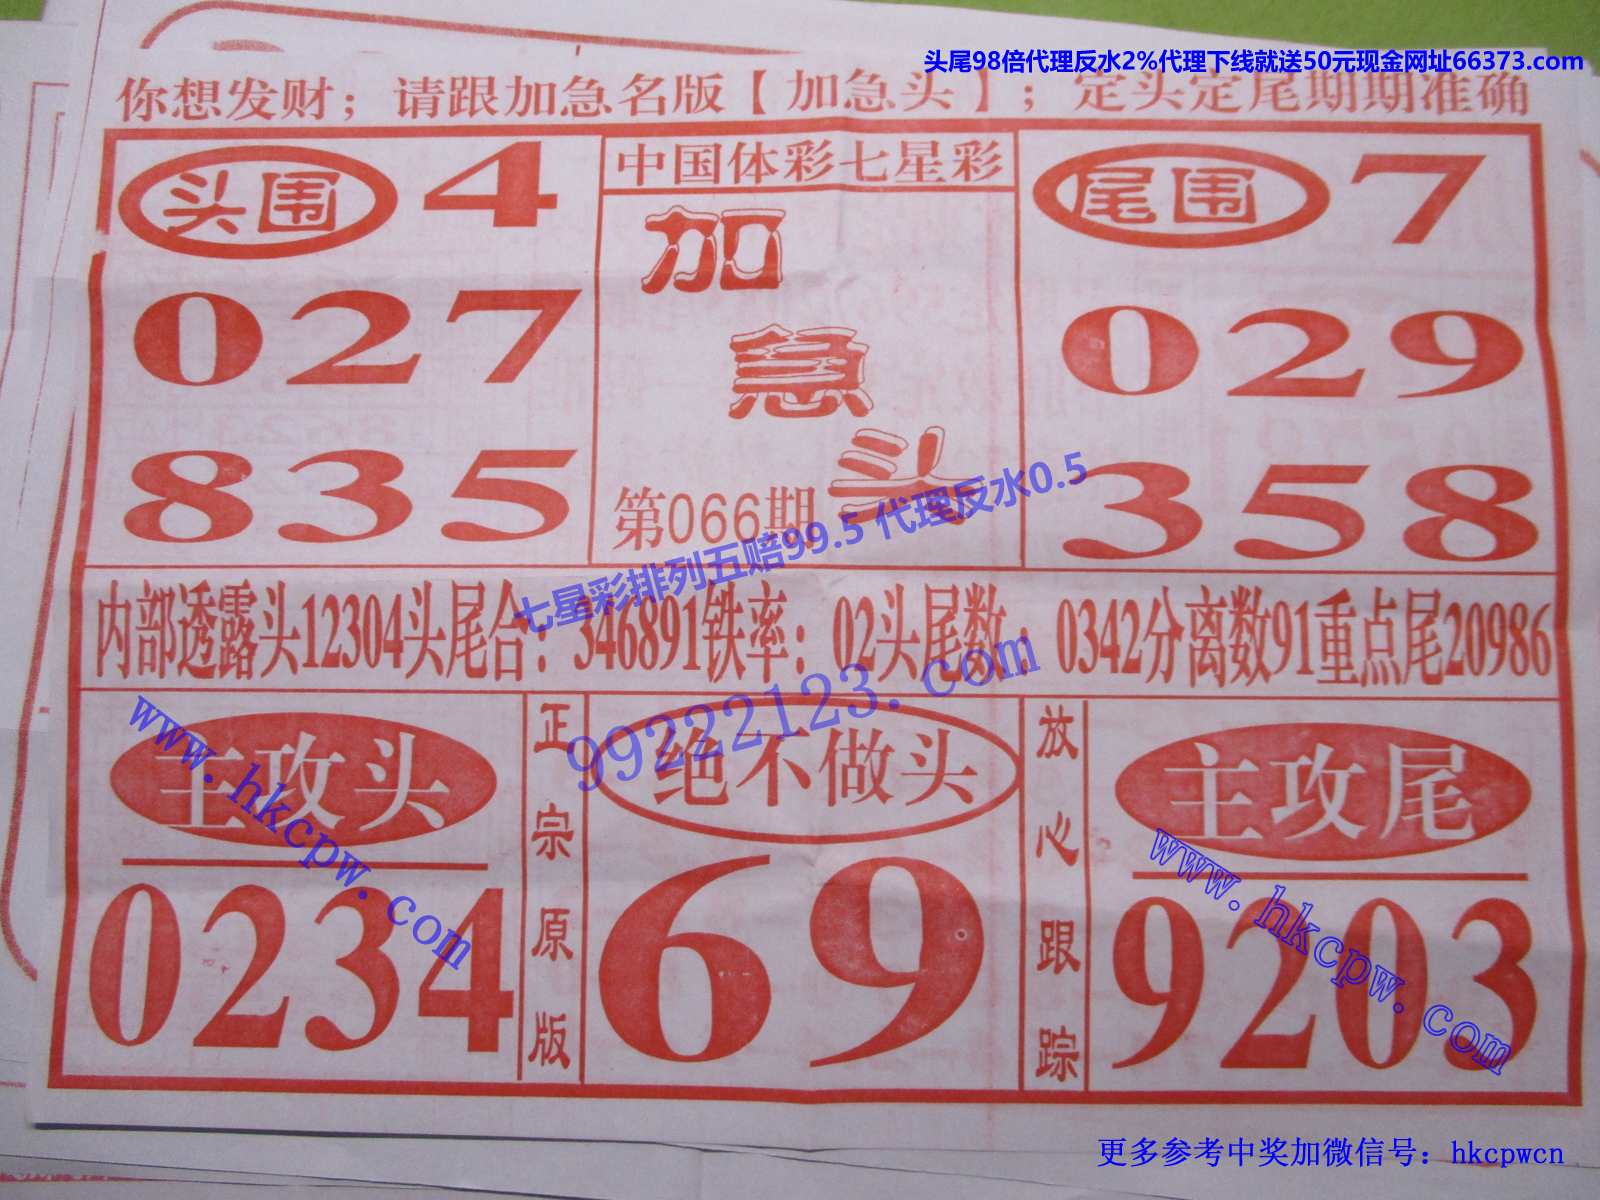 头尾98倍代理反水2%代理下线就送50元现金网址66373.com
你想发财；请跟加急名版【加急头】；定头定尾期期准确
头围 4
027
835
中国体彩七星彩
加
急
头
第066期
尾围 7
029
358
七星彩排列五赔99.5 代理反水0.5
内部透露头12304头尾合：346891铁率：02头尾数：0342分离数91重点尾20986
99222123.com
主攻头
0234
www.hkcpw.com
正宗原版
绝不做头
69
放心跟踪
主攻尾
9203
www.hkcpw.com
更多参考中奖加微信号：hkcpwcn